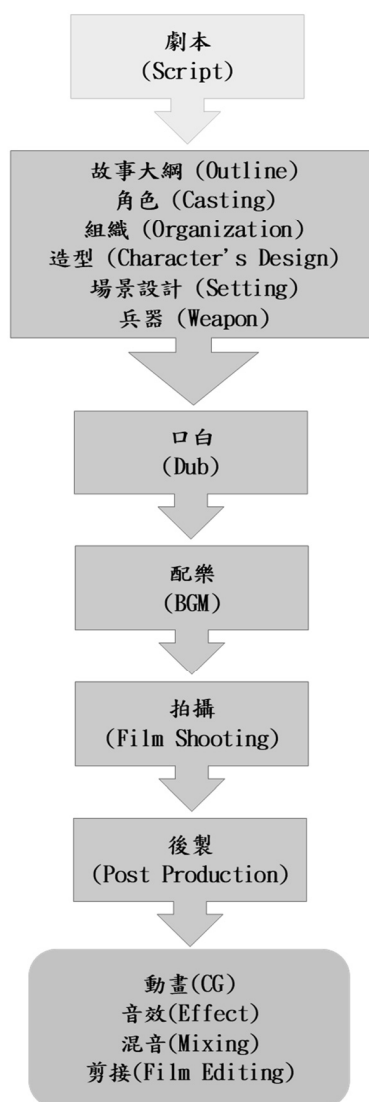 劇本
(Script)
故事大綱 (Outline)
角色 (Casting)
組織 (Organization)
造型 (Character's Design)
場景設計 (Setting)
兵器 (Weapon)
口白
(Dub)
配樂
(BGM)
拍攝
(Film Shooting)
後製
(Post Production)
動畫(CG)
音效(Effect)
混音(Mixing)
剪接(Film Editing)